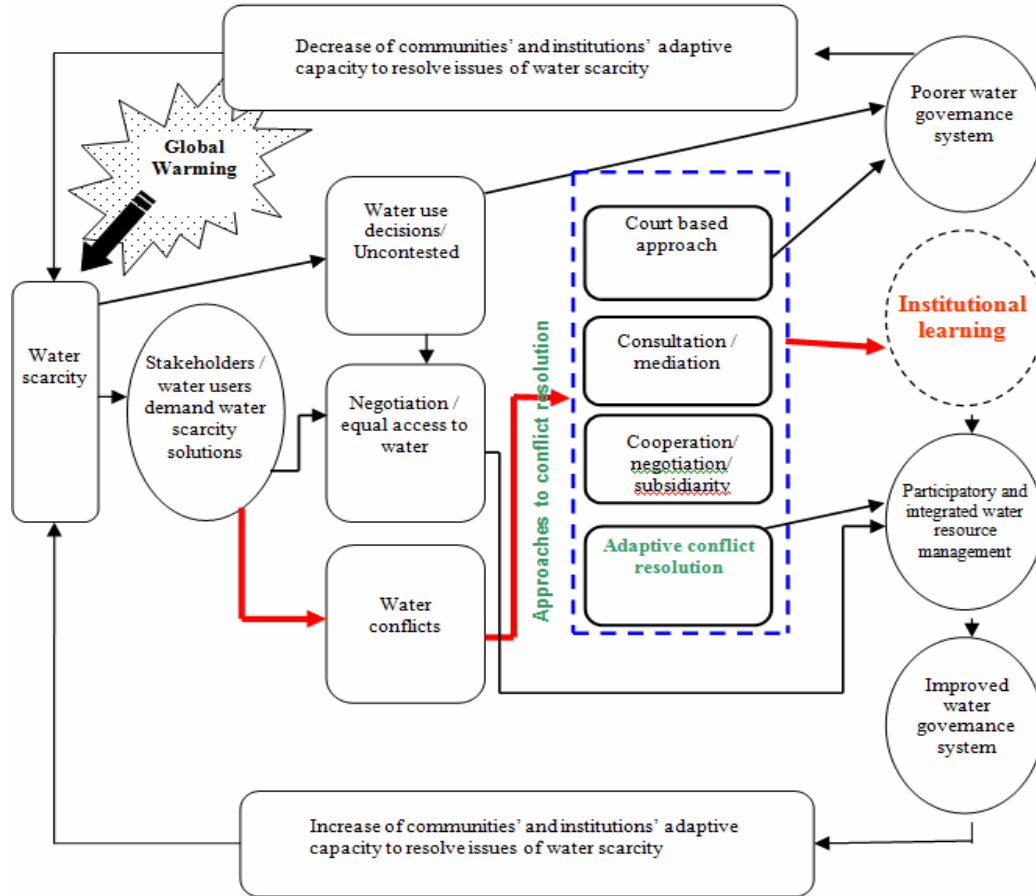 Decrease of communities’ and institutions’ adaptive
capacity to resolve issues of water scarcity
Poorer water
governance
system
Global
Warming
Water use
decisions/
Uncontested
Court based
approach
Institutional
learning
Water
scarcity
Stakeholders /
water users
demand water
scarcity
solutions
Negotiation /
equal access to
water
Approaches to conflict resolution
Consultation /
mediation
Cooperation/
negotiation/
subsidiarity
Participatory and
integrated water
resource
management
Adaptive conflict
resolution
Water
conflicts
Improved
water
governance
system
Increase of communities’ and institutions’ adaptive
capacity to resolve issues of water scarcity